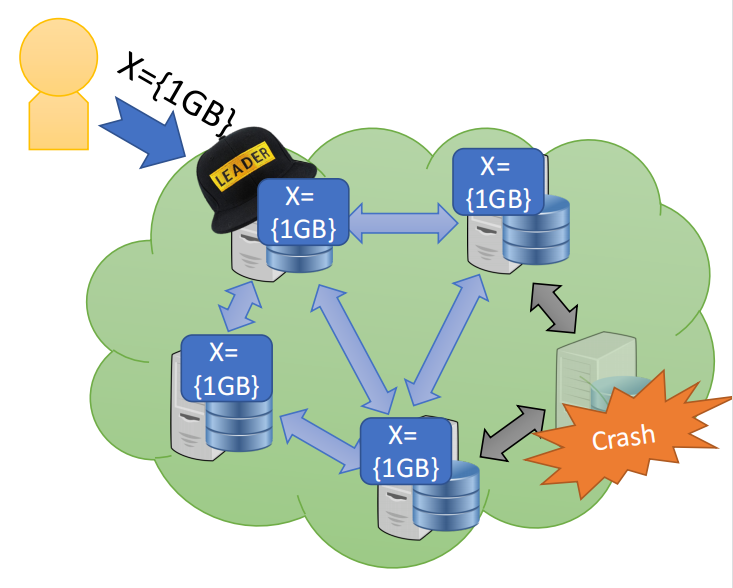 X={1GB}
LEADER
X=
{1GB}
X=
{1GB}
X=
{1GB}
X=
{1GB}
Crash